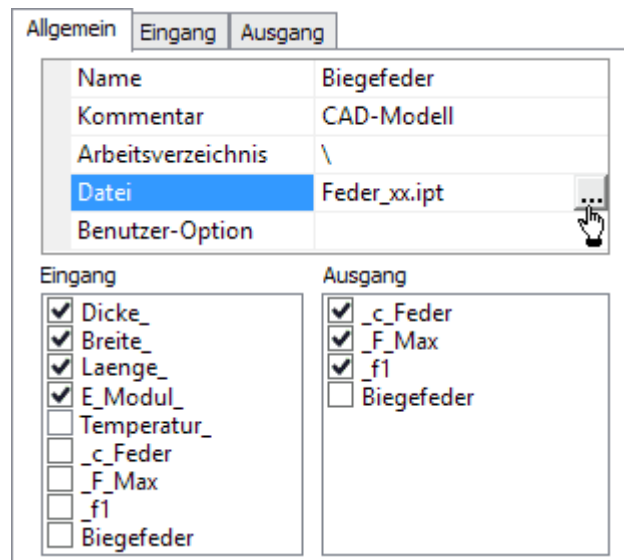 Allgemein Eingang Ausgang
Name Biegefeder
Kommentar CAD-Modell
Arbeitsverzeichnis \
Datei Feder_xx.ipt ...
Benutzer-Option
Eingang
Dicke_
Breite_
Laenge_
E_Modul_
Temperatur_
_c_Feder
_F_Max
_f1
Biegefeder
Ausgang
_c_Feder
_F_Max
_f1
Biegefeder